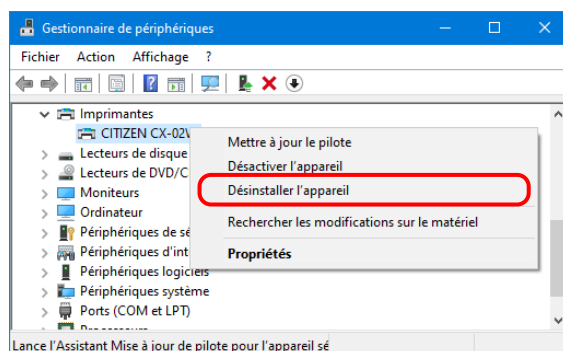 Gestionnaire de périphériques
Fichier Action Affichage ?
Imprimantes
CITIZEN CX-02
Mettre à jour le pilote
Lecteurs de disque
Désactiver l'appareil
Lecteurs de DVD/C
Désinstaller l'appareil
Moniteurs
Ordinateur
Rechercher les modifications sur le matériel
Périphériques de sé
Propriétés
Périphériques d'int
Périphériques logiciels
Périphériques système
Ports (COM et LPT)
Lance l'Assistant Mise à jour de pilote pour l'appareil sé